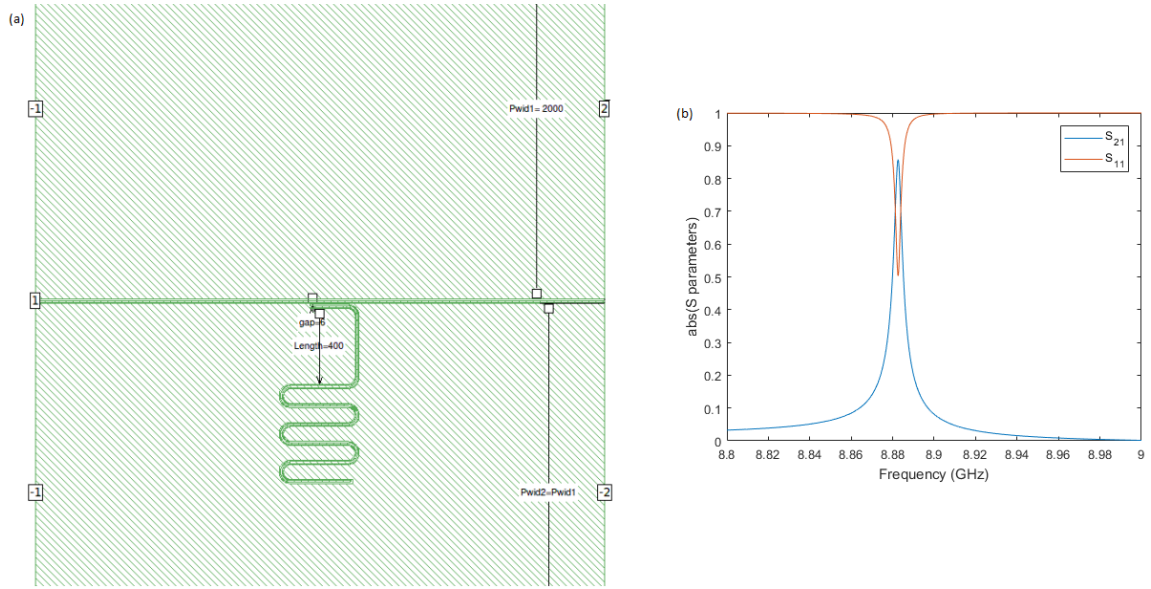 (a)
-1
2
Pwid1= 2000
1
gap=6
Length=400
-1
-2
Pwid2=Pwid1
(b)
S21
S11
abs(S parameters)
1
0.9
0.8
0.7
0.6
0.5
0.4
0.3
0.2
0.1
0
8.8 8.82 8.84 8.86 8.88 8.9 8.92 8.94 8.96 8.98 9
Frequency (GHz)